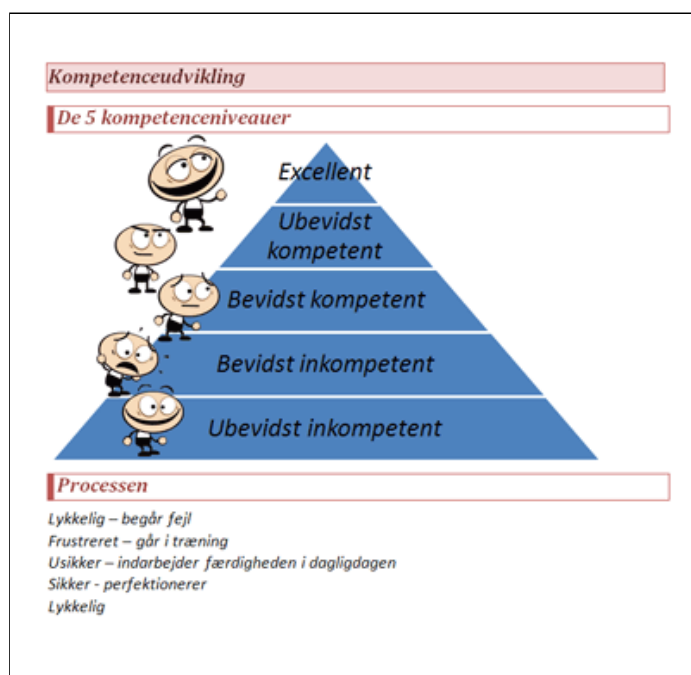 Kompetenceudvikling
De 5 kompetenceniveauer
Excellent
Ubevidst
kompetent
Bevidst kompetent
Bevidst inkompetent
Ubevidst inkompetent
Processen
Lykkelig – begår fejl
Frustreret – går i træning
Usikker – indarbejder færdigheden i dagligdagen
Sikker - perfektionerer
Lykkelig